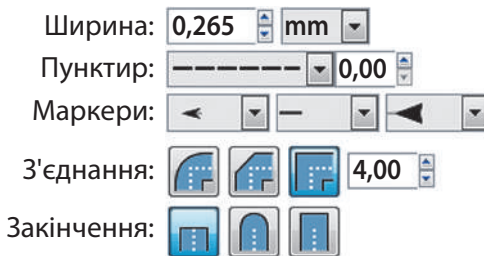 Ширина: 0,265 mm
Пунктир: 0,00
Маркери:
З'єднання: 4,00
Закінчення: